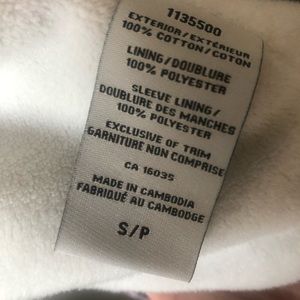 1135500
EXTERIOR/EXTÉRIEUR
100% COTTON/COTON
LINING/DOUBLURE
100% POLYESTER
SLEEVE LINING/
DOUBLURE DES MANCHES
100% POLYESTER
EXCLUSIVE OF TRIM
GARNITURE NON COMPRISE
CA 16035
MADE IN CAMBODIA
FABRIQUÉ AU CAMBODGE
S/P